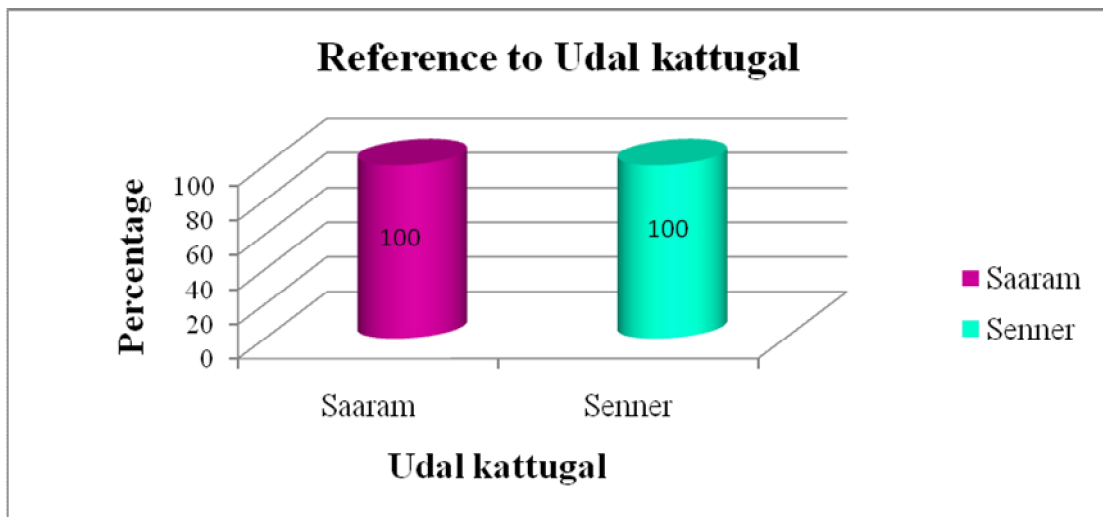 Reference to Udal kattugal
Percentage
100
80
60
40
20
0
100
100
Saaram
Senner
Udal kattugal
Saaram
Senner